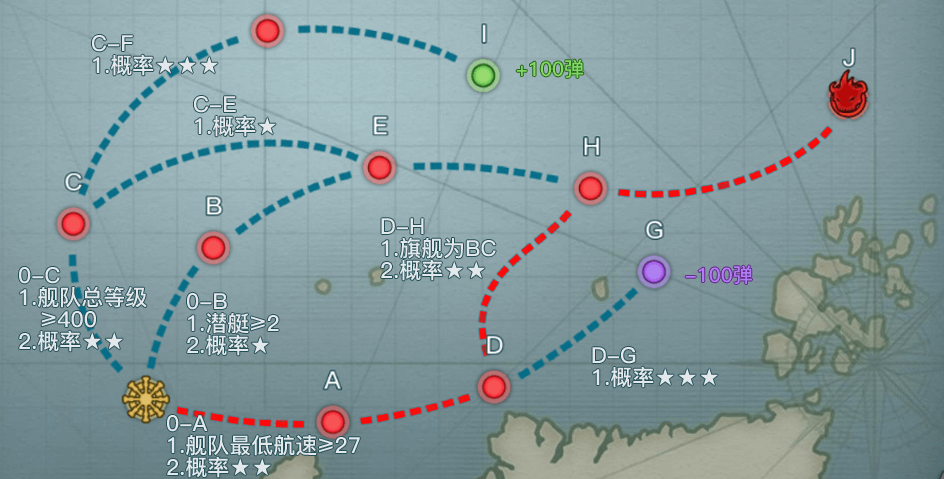 I
C-F
1.概率★★★
+100弹
J
C-E
1.概率★
E
H
C
B
D-H
1.旗舰为BC
2.概率★★
G
-100弹
0-C
1.舰队总等级
≥400
2.概率★★
0-B
1.潜艇≥2
2.概率★
D
D-G
1.概率★★★
A
0-A
1.舰队最低航速≥27
2.概率★★